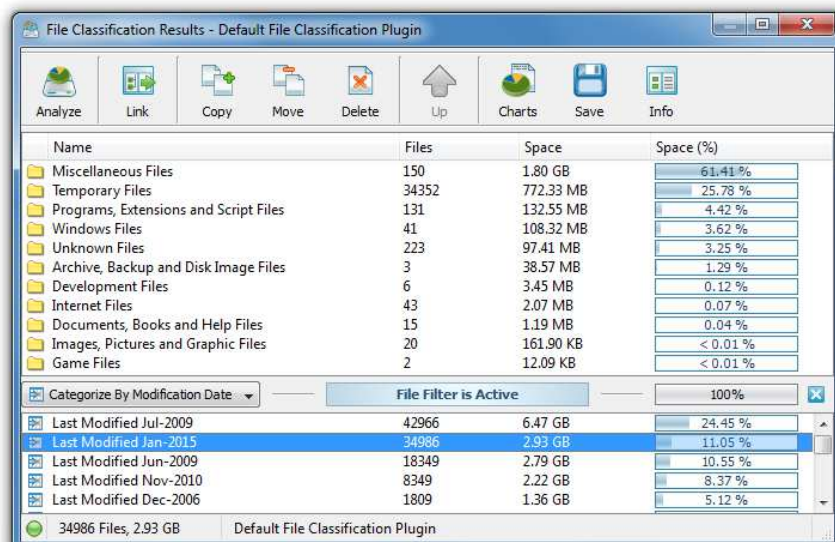 File Classification Results - Default File Classification Plugin
Analyze Link Copy Move Delete Up Charts Save Info
Name Files Space Space (%)
Miscellaneous Files 150 1.80 GB 61.41 %
Temporary Files 34352 772.33 MB 25.78 %
Programs, Extensions and Script Files 131 132.55 MB 4.42 %
Windows Files 41 108.32 MB 3.62 %
Unknown Files 223 97.41 MB 3.25 %
Archive, Backup and Disk Image Files 3 38.57 MB 1.29 %
Development Files 6 3.45 MB 0.12 %
Internet Files 43 2.07 MB 0.07 %
Documents, Books and Help Files 15 1.19 MB 0.04 %
Images, Pictures and Graphic Files 20 161.90 KB < 0.01 %
Game Files 2 12.09 KB < 0.01 %
Categorize By Modification Date File Filter is Active 100%
Last Modified Jul-2009 42966 6.47 GB 24.45 %
Last Modified Jan-2015 34986 2.93 GB 11.05 %
Last Modified Jun-2009 18349 2.79 GB 10.55 %
Last Modified Nov-2010 8349 2.22 GB 8.37 %
Last Modified Dec-2006 1809 1.36 GB 5.12 %
34986 Files, 2.93 GB Default File Classification Plugin